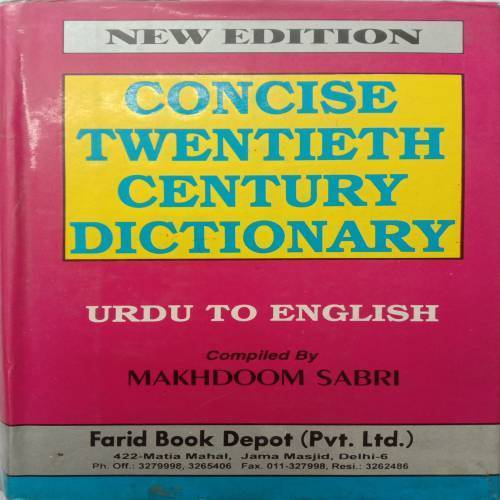 NEW EDITION
CONCISE
TWENTIETH
CENTURY
DICTIONARY
URDU TO ENGLISH
Compiled By
MAKHDOOM SABRI
Farid Book Depot (Pvt. Ltd.)
422-Matia Mahal, Jama Masjid, Delhi-6
Ph. Off.: 3279998, 3265406 Fax. 011-327998, Resi.: 3262486